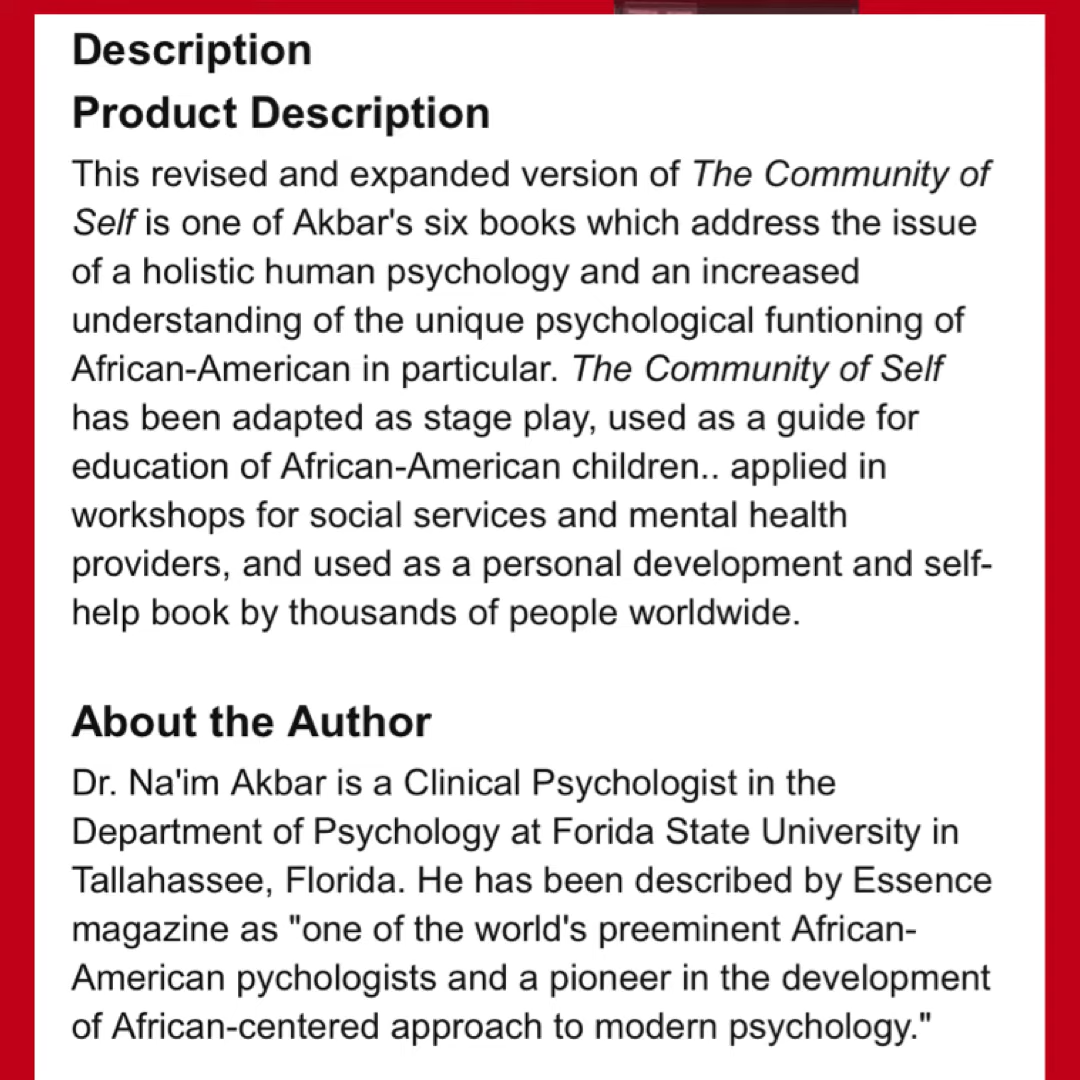 Description
Product Description
This revised and expanded version of The Community of
Self is one of Akbar's six books which address the issue
of a holistic human psychology and an increased
understanding of the unique psychological funtioning of
African-American in particular. The Community of Self
has been adapted as stage play, used as a guide for
education of African-American children.. applied in
workshops for social services and mental health
providers, and used as a personal development and self-
help book by thousands of people worldwide.
About the Author
Dr. Na'im Akbar is a Clinical Psychologist in the
Department of Psychology at Forida State University in
Tallahassee, Florida. He has been described by Essence
magazine as "one of the world's preeminent African-
American pychologists and a pioneer in the development
of African-centered approach to modern psychology."